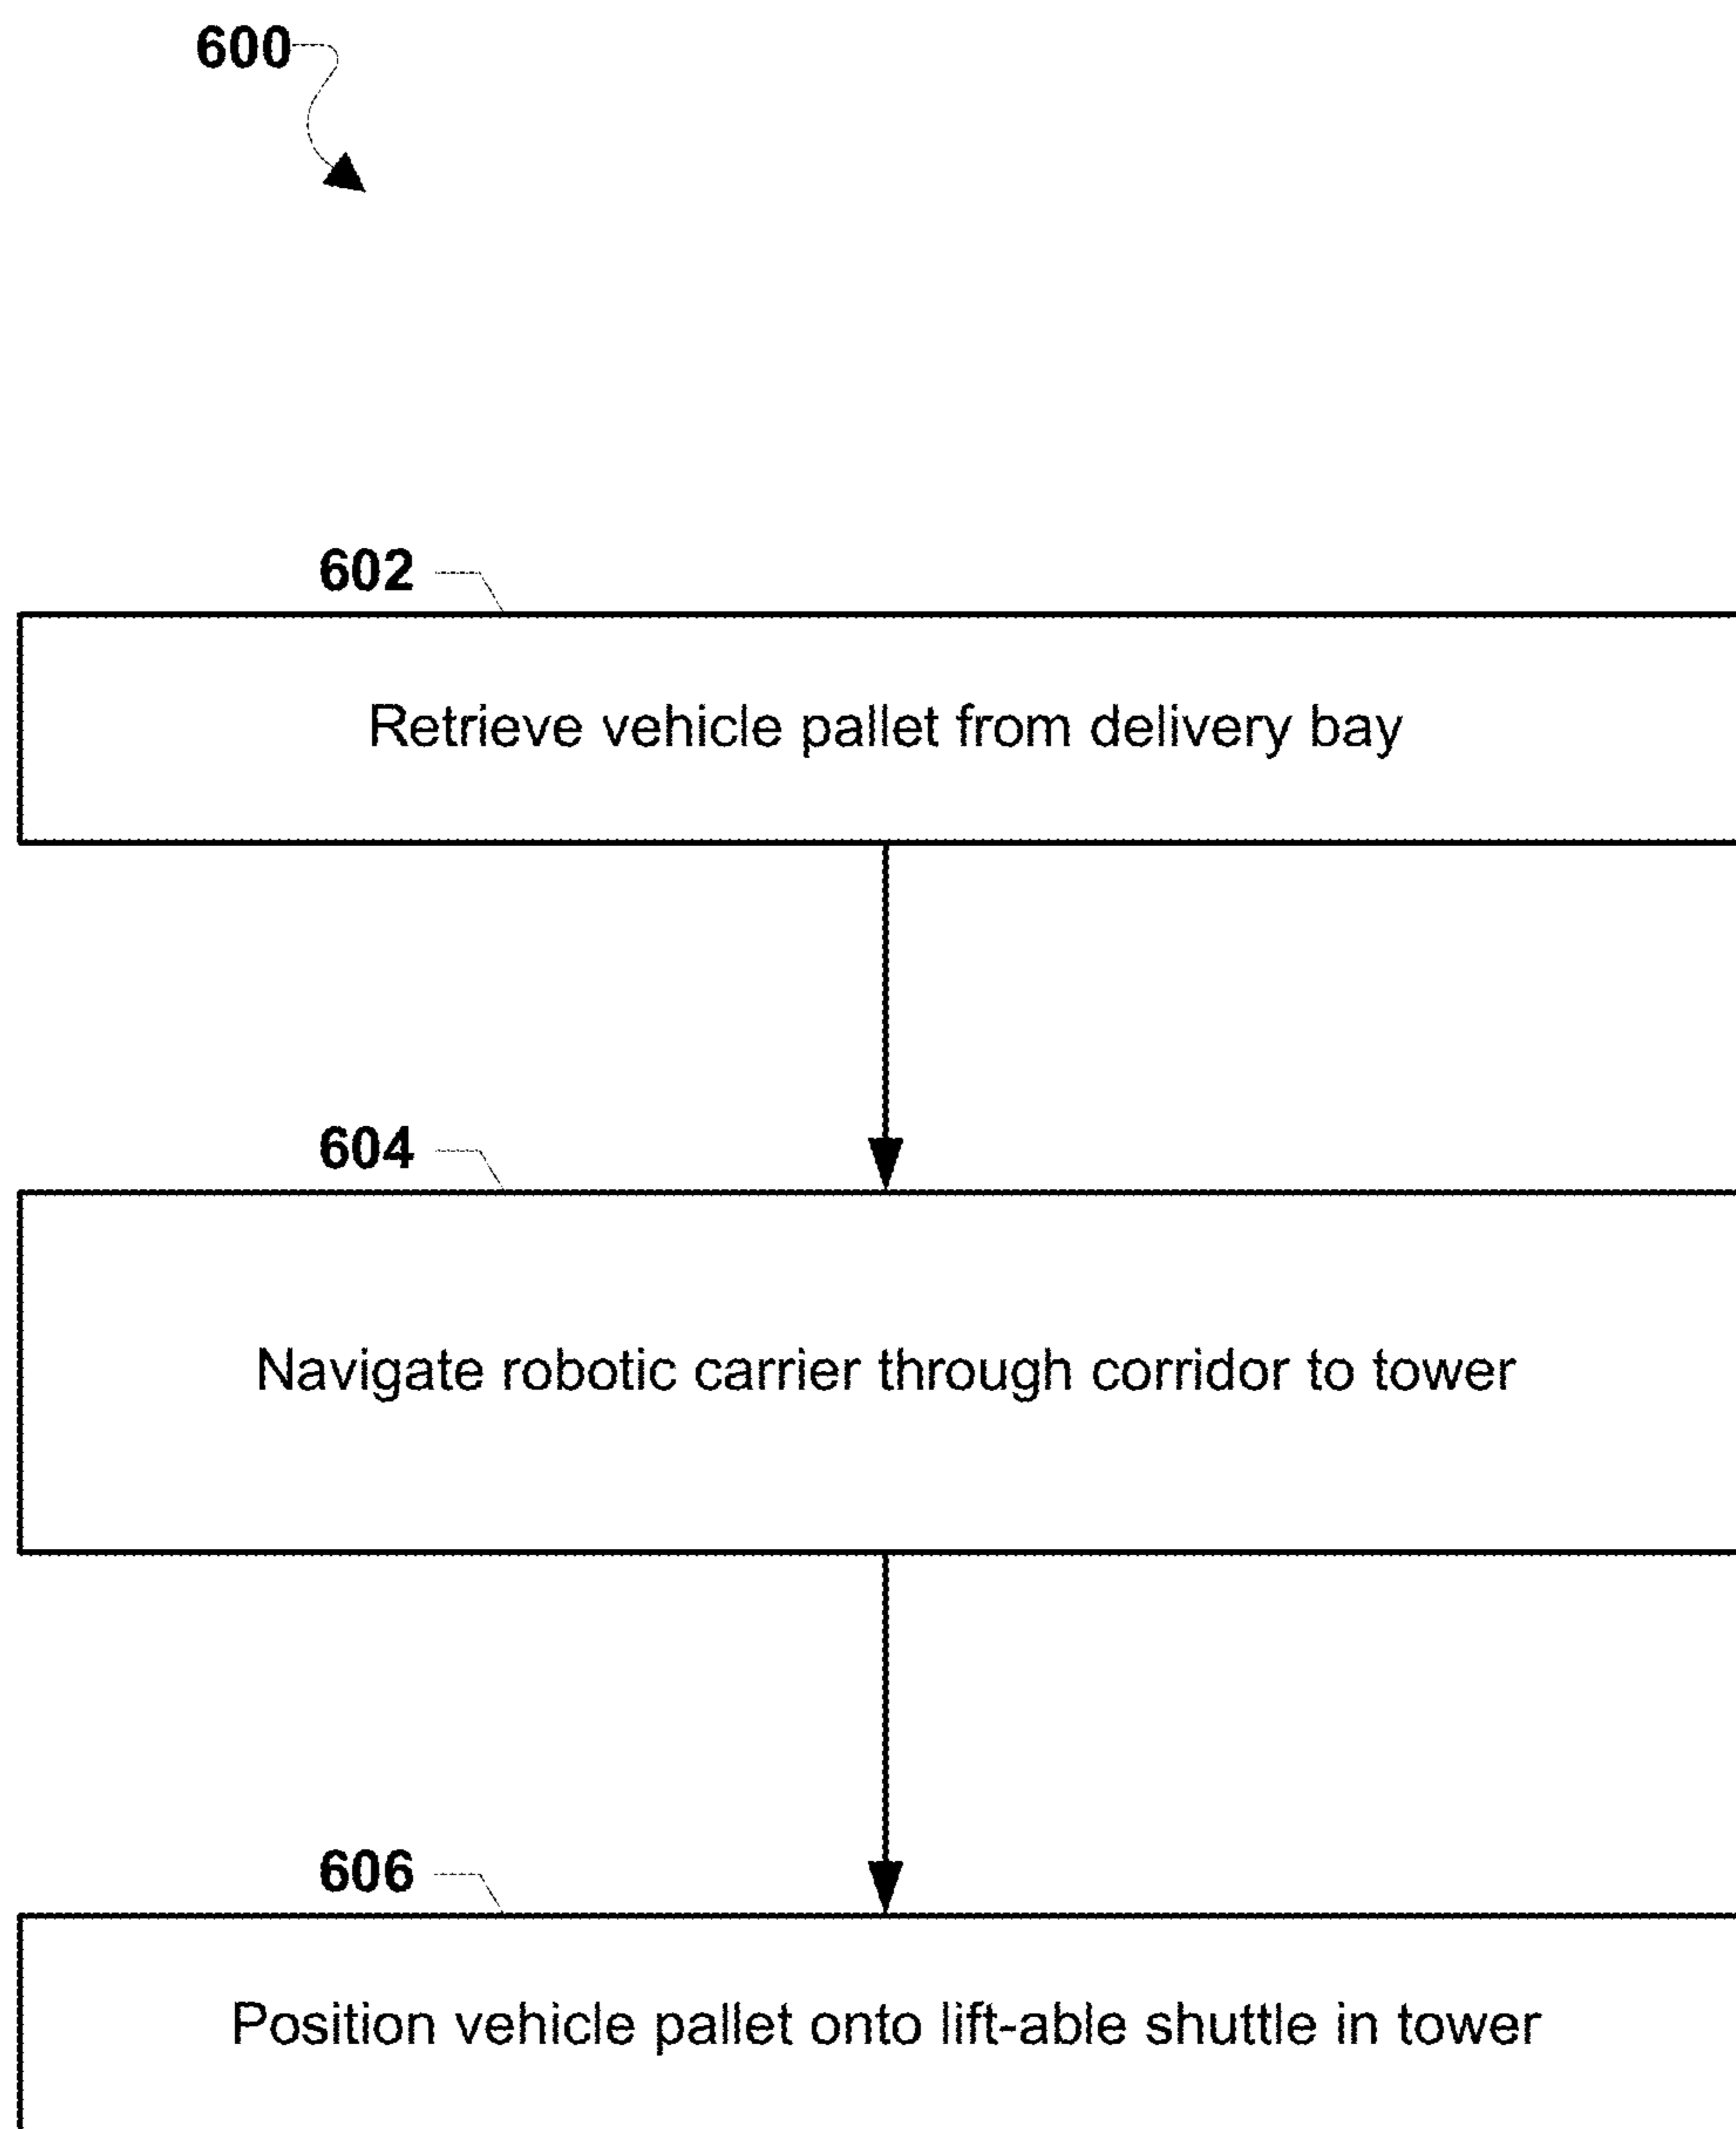 600
602
Retrieve vehicle pallet from delivery bay
604
Navigate robotic carrier through corridor to tower
606
Position vehicle pallet onto lift-able shuttle in tower